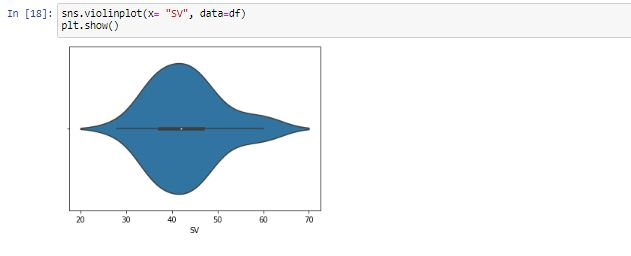 In [18]: sns.violinplot(x= "SV", data=df)
plt.show()
20 30 40 50 60 70
SV